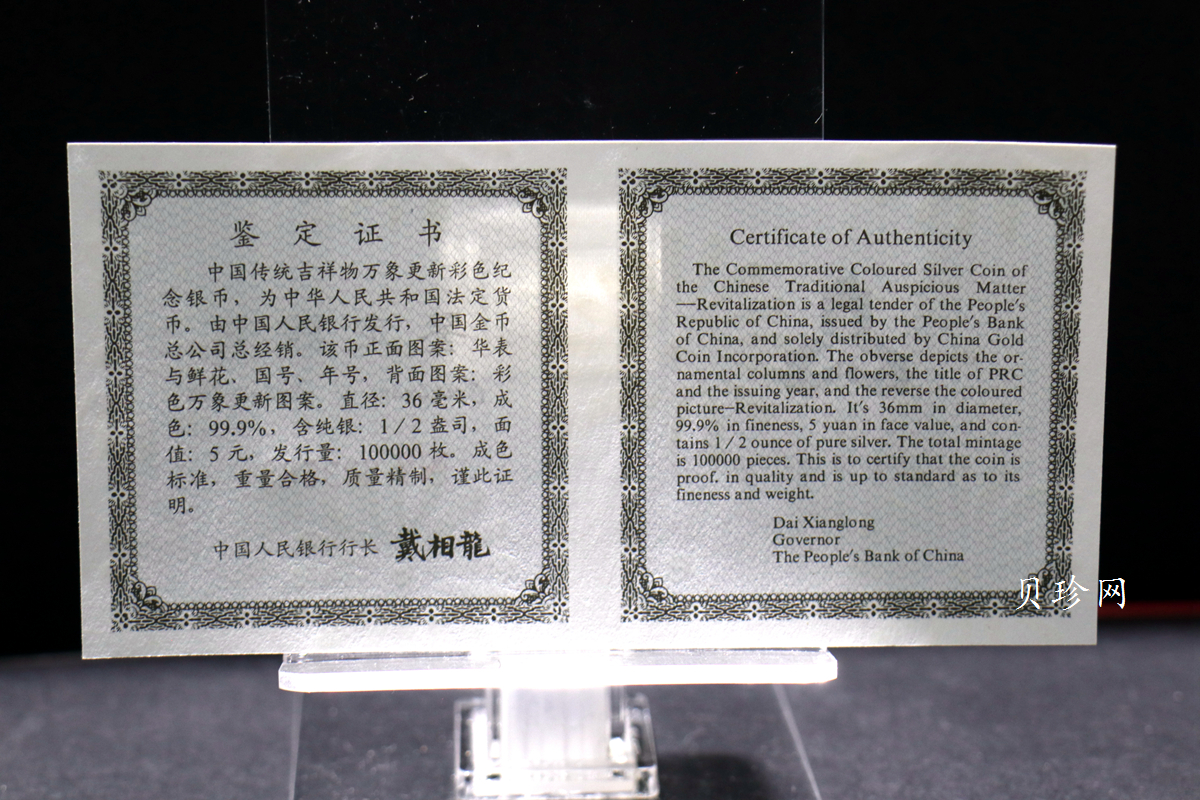 鉴定证书
中国传统吉祥物万象更新彩色纪
念银币，为中华人民共和国法定货
币。由中国人民银行发行，中国金币
总公司总经销。该币正面图案：华表
与鲜花、国号、年号，背面图案：彩
色万象更新图案。直径：36毫米，成
色：99.9%，含纯银：1/2盎司，面
值：5元，发行量：100000枚。成色
标准，重量合格，质量精制，谨此证
明。
中国人民银行行长 戴相龍
Certificate of Authenticity
The Commemorative Coloured Silver Coin of
the Chinese Traditional Auspicious Matter
—Revitalization is a legal tender of the People's
Republic of China, issued by the People's Bank
of China, and solely distributed by China Gold
Coin Incorporation. The obverse depicts the or-
namental columns and flowers, the title of PRC
and the issuing year, and the reverse the coloured
picture—Revitalization. It's 36mm in diameter,
99.9% in fineness, 5 yuan in face value, and con-
tains 1/2 ounce of pure silver. The total mintage
is 100000 pieces. This is to certify that the coin is
proof. in quality and is up to standard as to its
fineness and weight.
Dai Xianglong
Governor
The People's Bank of China
贝珍网